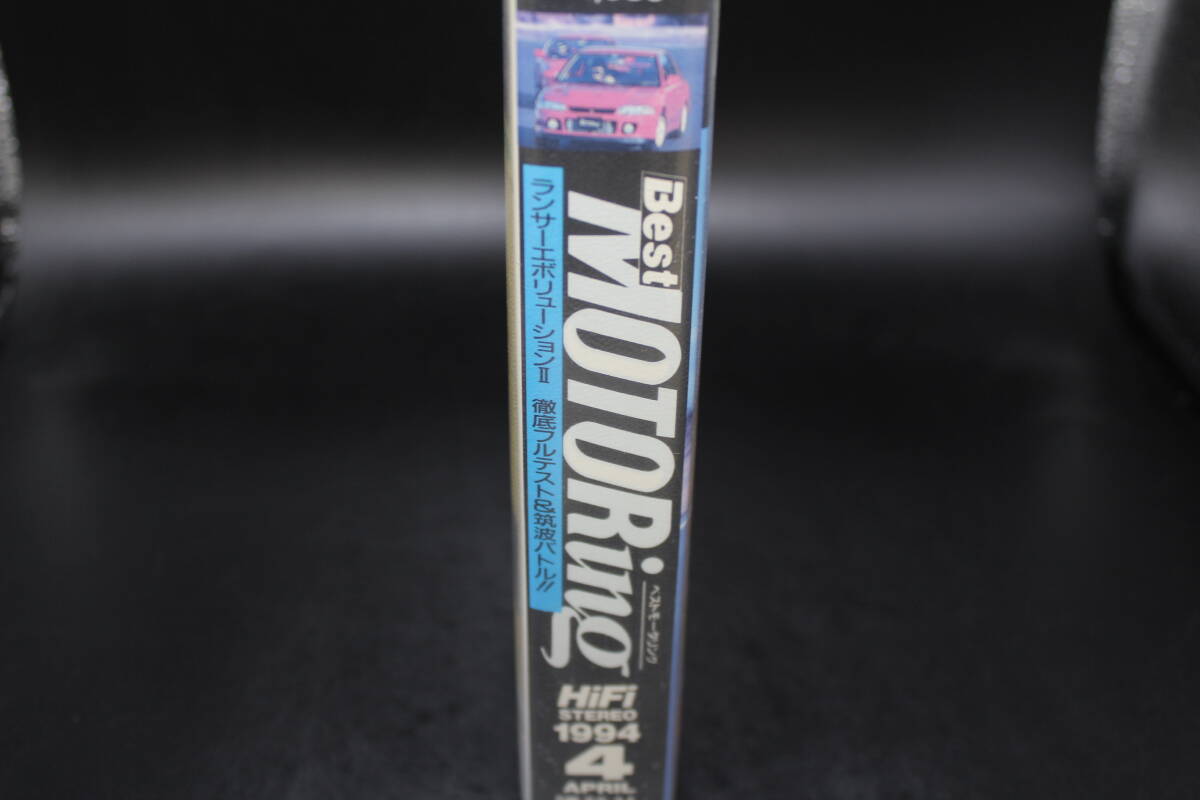 Best
MOTORing
ベストモータリング
ランサーエボリューションⅡ 徹底フルテスト&筑波バトル!!
HiFi
STEREO
1994
4
APRIL